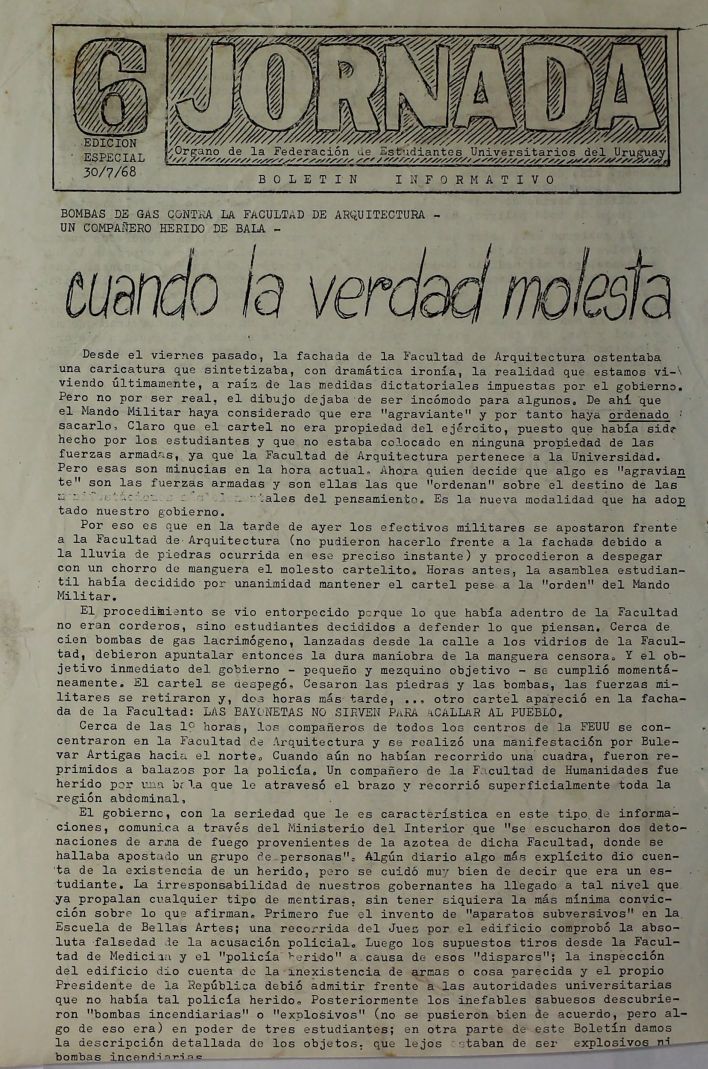 6 JORNADA
EDICION
ESPECIAL
30/7/68
Organo de la Federación de Estudiantes Universitarios del Uruguay
BOLETIN INFORMATIVO
BOMBAS DE GAS CONTRA LA FACULTAD DE ARQUITECTURA -
UN COMPAÑERO HERIDO DE BALA -
cuando la verdad molesta
Desde el viernes pasado, la fachada de la Facultad de Arquitectura ostentaba
una caricatura que sintetizaba, con dramática ironía, la realidad que estamos vi-
viendo últimamente, a raíz de las medidas dictatoriales impuestas por el gobierno.
Pero no por ser real, el dibujo dejaba de ser incómodo para algunos. De ahí que
el Mando Militar haya considerado que era "agraviante" y por tanto haya ordenado
sacarlo. Claro que el cartel no era propiedad del ejército, puesto que había sido
hecho por los estudiantes y que no estaba colocado en ninguna propiedad de las
fuerzas armadas, ya que la Facultad de Arquitectura pertenece a la Universidad.
Pero esas son minucias en la hora actual. Ahora quien decide que algo es "agravian
te" son las fuerzas armadas y son ellas las que "ordenan" sobre el destino de las
del pensamiento. Es la nueva modalidad que ha adop
tado nuestro gobierno.
Por eso es que en la tarde de ayer los efectivos militares se apostaron frente
a la Facultad de Arquitectura (no pudieron hacerlo frente a la fachada debido a
la lluvia de piedras ocurrida en ese preciso instante) y procedieron a despegar
con un chorro de manguera el molesto cartelito. Horas antes, la asamblea estudian-
til había decidido por unanimidad mantener el cartel pese a la "orden" del Mando
Militar.
El procedimiento se vio entorpecido porque lo que había adentro de la Facultad
no eran corderos, sino estudiantes decididos a defender lo que piensan. Cerca de
cien bombas de gas lacrimógeno, lanzadas desde la calle a los vidrios de la Facul-
tad, debieron apuntalar entonces la dura maniobra de la manguera censora. Y el ob-
jetivo inmediato del gobierno - pequeño y mezquino objetivo - se cumplió momentá-
neamente. El cartel se despegó. Cesaron las piedras y las bombas, las fuerzas mi-
litares se retiraron y, dos horas más tarde, ... otro cartel apareció en la facha-
da de la Facultad: LAS BAYONETAS NO SIRVEN PARA ACALLAR AL PUEBLO.
Cerca de las horas, los compañeros de todos los centros de la FEUU se con-
centraron en la Facultad de Arquitectura y se realizó una manifestación por Bule-
var Artigas hacia el norte. Cuando aún no habían recorrido una cuadra, fueron re-
primidos a balazos por la policía. Un compañero de la Facultad de Humanidades fue
herido por una bala que le atravesó el brazo y recorrió superficialmente toda la
región abdominal.
El gobierno, con la seriedad que le es característica en este tipo de informa-
ciones, comunica a través del Ministerio del Interior que "se escucharon dos deto-
naciones de arma de fuego provenientes de la azotea de dicha Facultad, donde se
hallaba apostado un grupo de personas". Algún diario algo más explícito dio cuen-
ta de la existencia de un herido, pero se cuidó muy bien de decir que era un es-
tudiante. La irresponsabilidad de nuestros gobernantes ha llegado a tal nivel que
ya propalan cualquier tipo de mentiras, sin tener siquiera la más mínima convic-
ción sobre lo que afirman. Primero fue el invento de "aparatos subversivos" en la
Escuela de Bellas Artes; una recorrida del Juez por el edificio comprobó la abso-
luta falsedad de la acusación policial. Luego los supuestos tiros desde la Facul-
tad de Medicina y el "policía herido" a causa de esos "disparos"; la inspección
del edificio dio cuenta de la inexistencia de armas o cosa parecida y el propio
Presidente de la República debió admitir frente a las autoridades universitarias
que no había tal policía herido. Posteriormente los inefables sabuesos descubrie-
ron "bombas incendiarias" o "explosivos" (no se pusieron bien de acuerdo, pero al-
go de eso era) en poder de tres estudiantes; en otra parte de este Boletín damos
la descripción detallada de los objetos, que lejos estaban de ser explosivos ni
bombas incendiarias